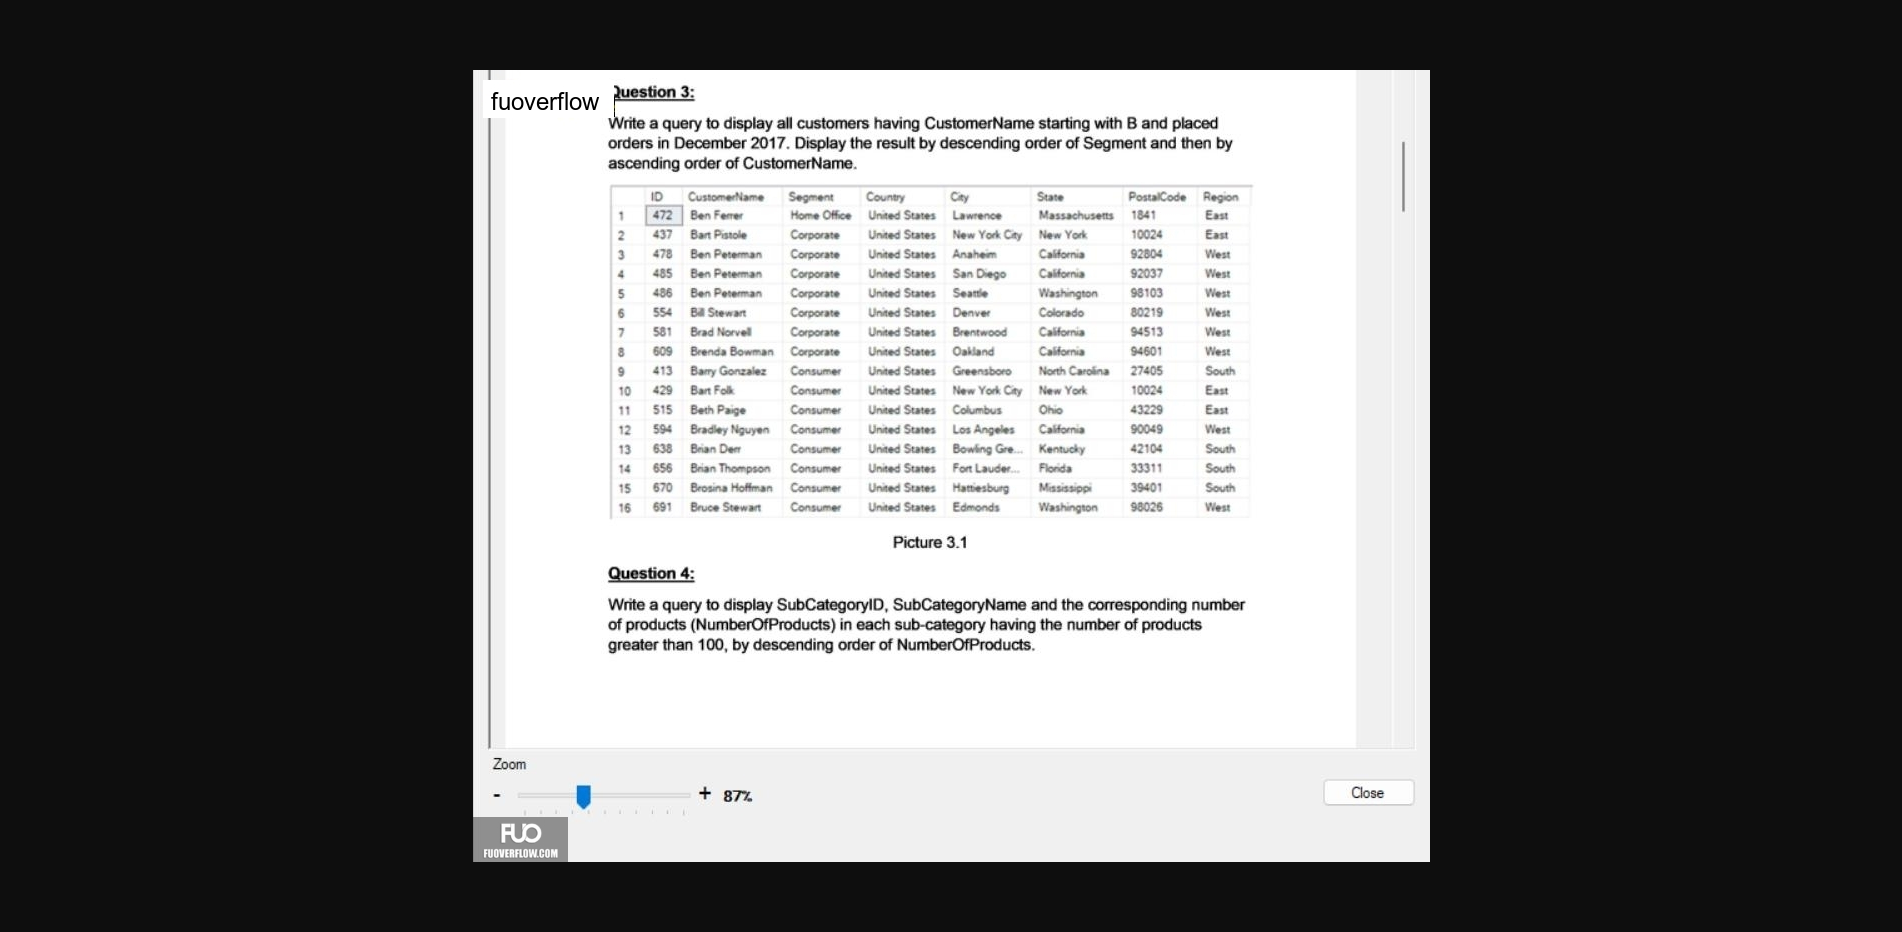 fuoverflow
Question 3:
Write a query to display all customers having CustomerName starting with B and placed
orders in December 2017. Display the result by descending order of Segment and then by
ascending order of CustomerName.
ID CustomerName Segment Country City State PostalCode Region
1 472 Ben Ferrer Home Office United States Lawrence Massachusetts 1841 East
2 437 Bart Pistole Corporate United States New York City New York 10024 East
3 478 Ben Peterman Corporate United States Anaheim California 92804 West
4 485 Ben Peterman Corporate United States San Diego California 92037 West
5 486 Ben Peterman Corporate United States Seattle Washington 98103 West
6 554 Bill Stewart Corporate United States Denver Colorado 80219 West
7 581 Brad Norvell Corporate United States Brentwood California 94513 West
8 609 Brenda Bowman Corporate United States Oakland California 94601 West
9 413 Barry Gonzalez Consumer United States Greensboro North Carolina 27405 South
10 429 Bart Folk Consumer United States New York City New York 10024 East
11 515 Beth Paige Consumer United States Columbus Ohio 43229 East
12 594 Bradley Nguyen Consumer United States Los Angeles California 90049 West
13 638 Brian Derr Consumer United States Bowling Gre... Kentucky 42104 South
14 656 Brian Thompson Consumer United States Fort Lauder... Florida 33311 South
15 670 Brosina Hoffman Consumer United States Hattiesburg Mississippi 39401 South
16 691 Bruce Stewart Consumer United States Edmonds Washington 98026 West
Picture 3.1
Question 4:
Write a query to display SubCategoryID, SubCategoryName and the corresponding number
of products (NumberOfProducts) in each sub-category having the number of products
greater than 100, by descending order of NumberOfProducts.
Zoom
- + 87%
Close
FUO
FUOVERFLOW.COM